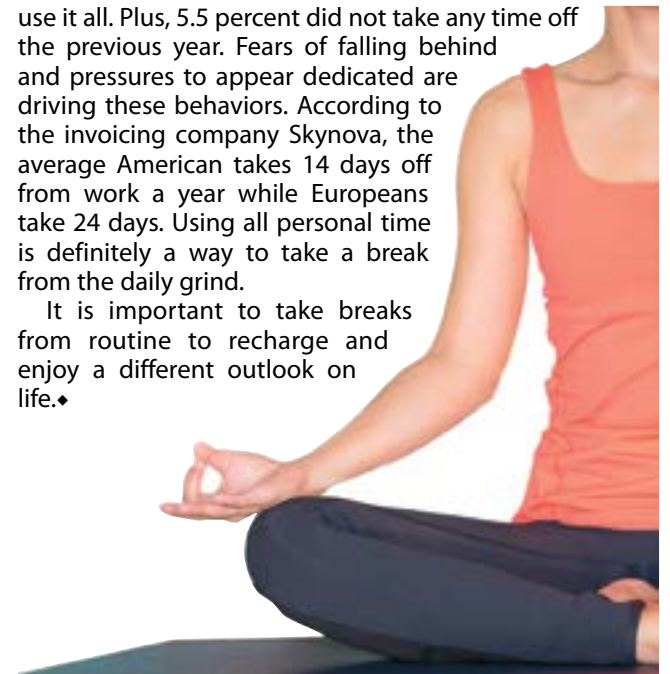 use it all. Plus, 5.5 percent did not take any time off
the previous year. Fears of falling behind
and pressures to appear dedicated are
driving these behaviors. According to
the invoicing company Skynova, the
average American takes 14 days off
from work a year while Europeans
take 24 days. Using all personal time
is definitely a way to take a break
from the daily grind.
It is important to take breaks
from routine to recharge and
enjoy a different outlook on
life.◆